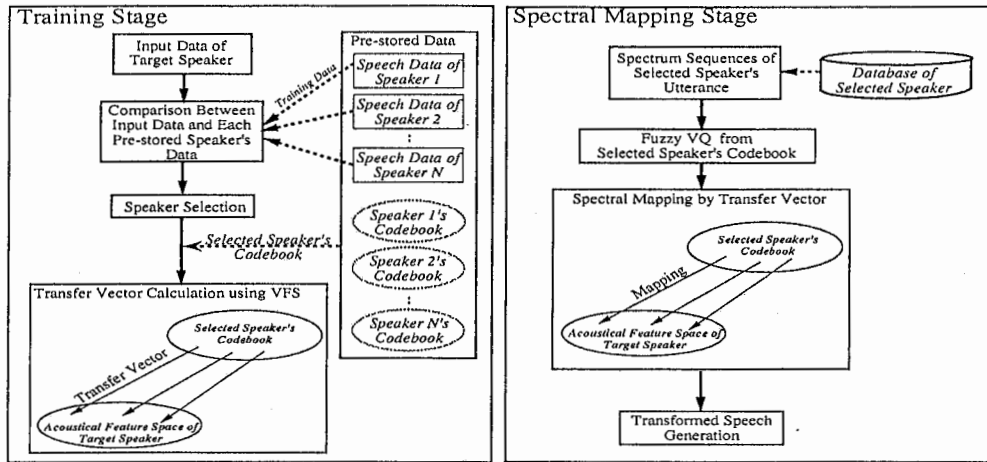 Training Stage
Input Data of
Target Speaker
Comparison Between
Input Data and Each
Pre-stored Speaker's
Data
Speaker Selection
Training Data
Pre-stored Data
Speech Data of
Speaker 1
Speech Data of
Speaker 2
⋮
Speech Data of
Speaker N
Speaker 1's
Codebook
Speaker 2's
Codebook
⋮
Speaker N's
Codebook
Selected Speaker's
Codebook
Transfer Vector Calculation using VFS
Selected Speaker's
Codebook
Transfer Vector
Acoustical Feature Space of
Target Speaker
Spectral Mapping Stage
Spectrum Sequences of
Selected Speaker's
Utterance
Database of
Selected Speaker
Fuzzy VQ from
Selected Speaker's Codebook
Spectral Mapping by Transfer Vector
Selected Speaker's
Codebook
Mapping
Acoustical Feature Space of
Target Speaker
Transformed Speech
Generation